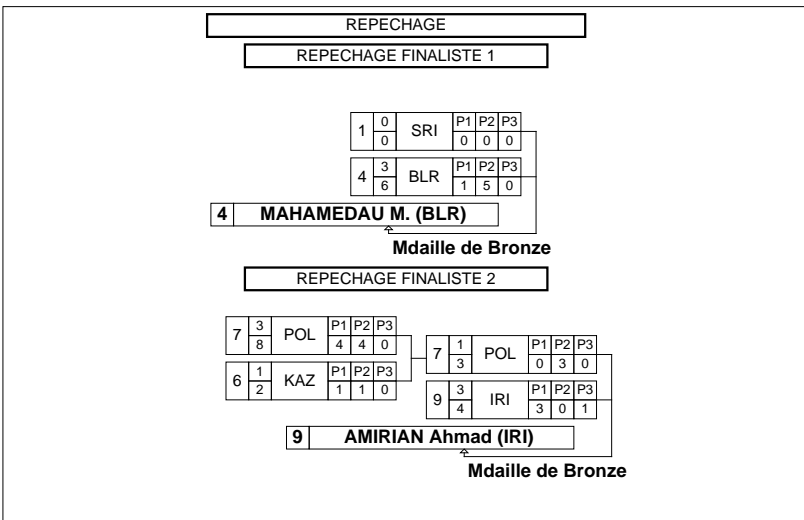 REPECHAGE
REPECHAGE FINALISTE 1
1 0 SRI P1 P2 P3
0 0 0 0
4 3 BLR P1 P2 P3
6 1 5 0
4 MAHAMEDAU M. (BLR)
Mdaille de Bronze
REPECHAGE FINALISTE 2
7 3 POL P1 P2 P3
8 4 4 0
7 1 POL P1 P2 P3
3 0 3 0
6 1 KAZ P1 P2 P3
2 1 1 0
9 3 IRI P1 P2 P3
4 3 0 1
9 AMIRIAN Ahmad (IRI)
Mdaille de Bronze